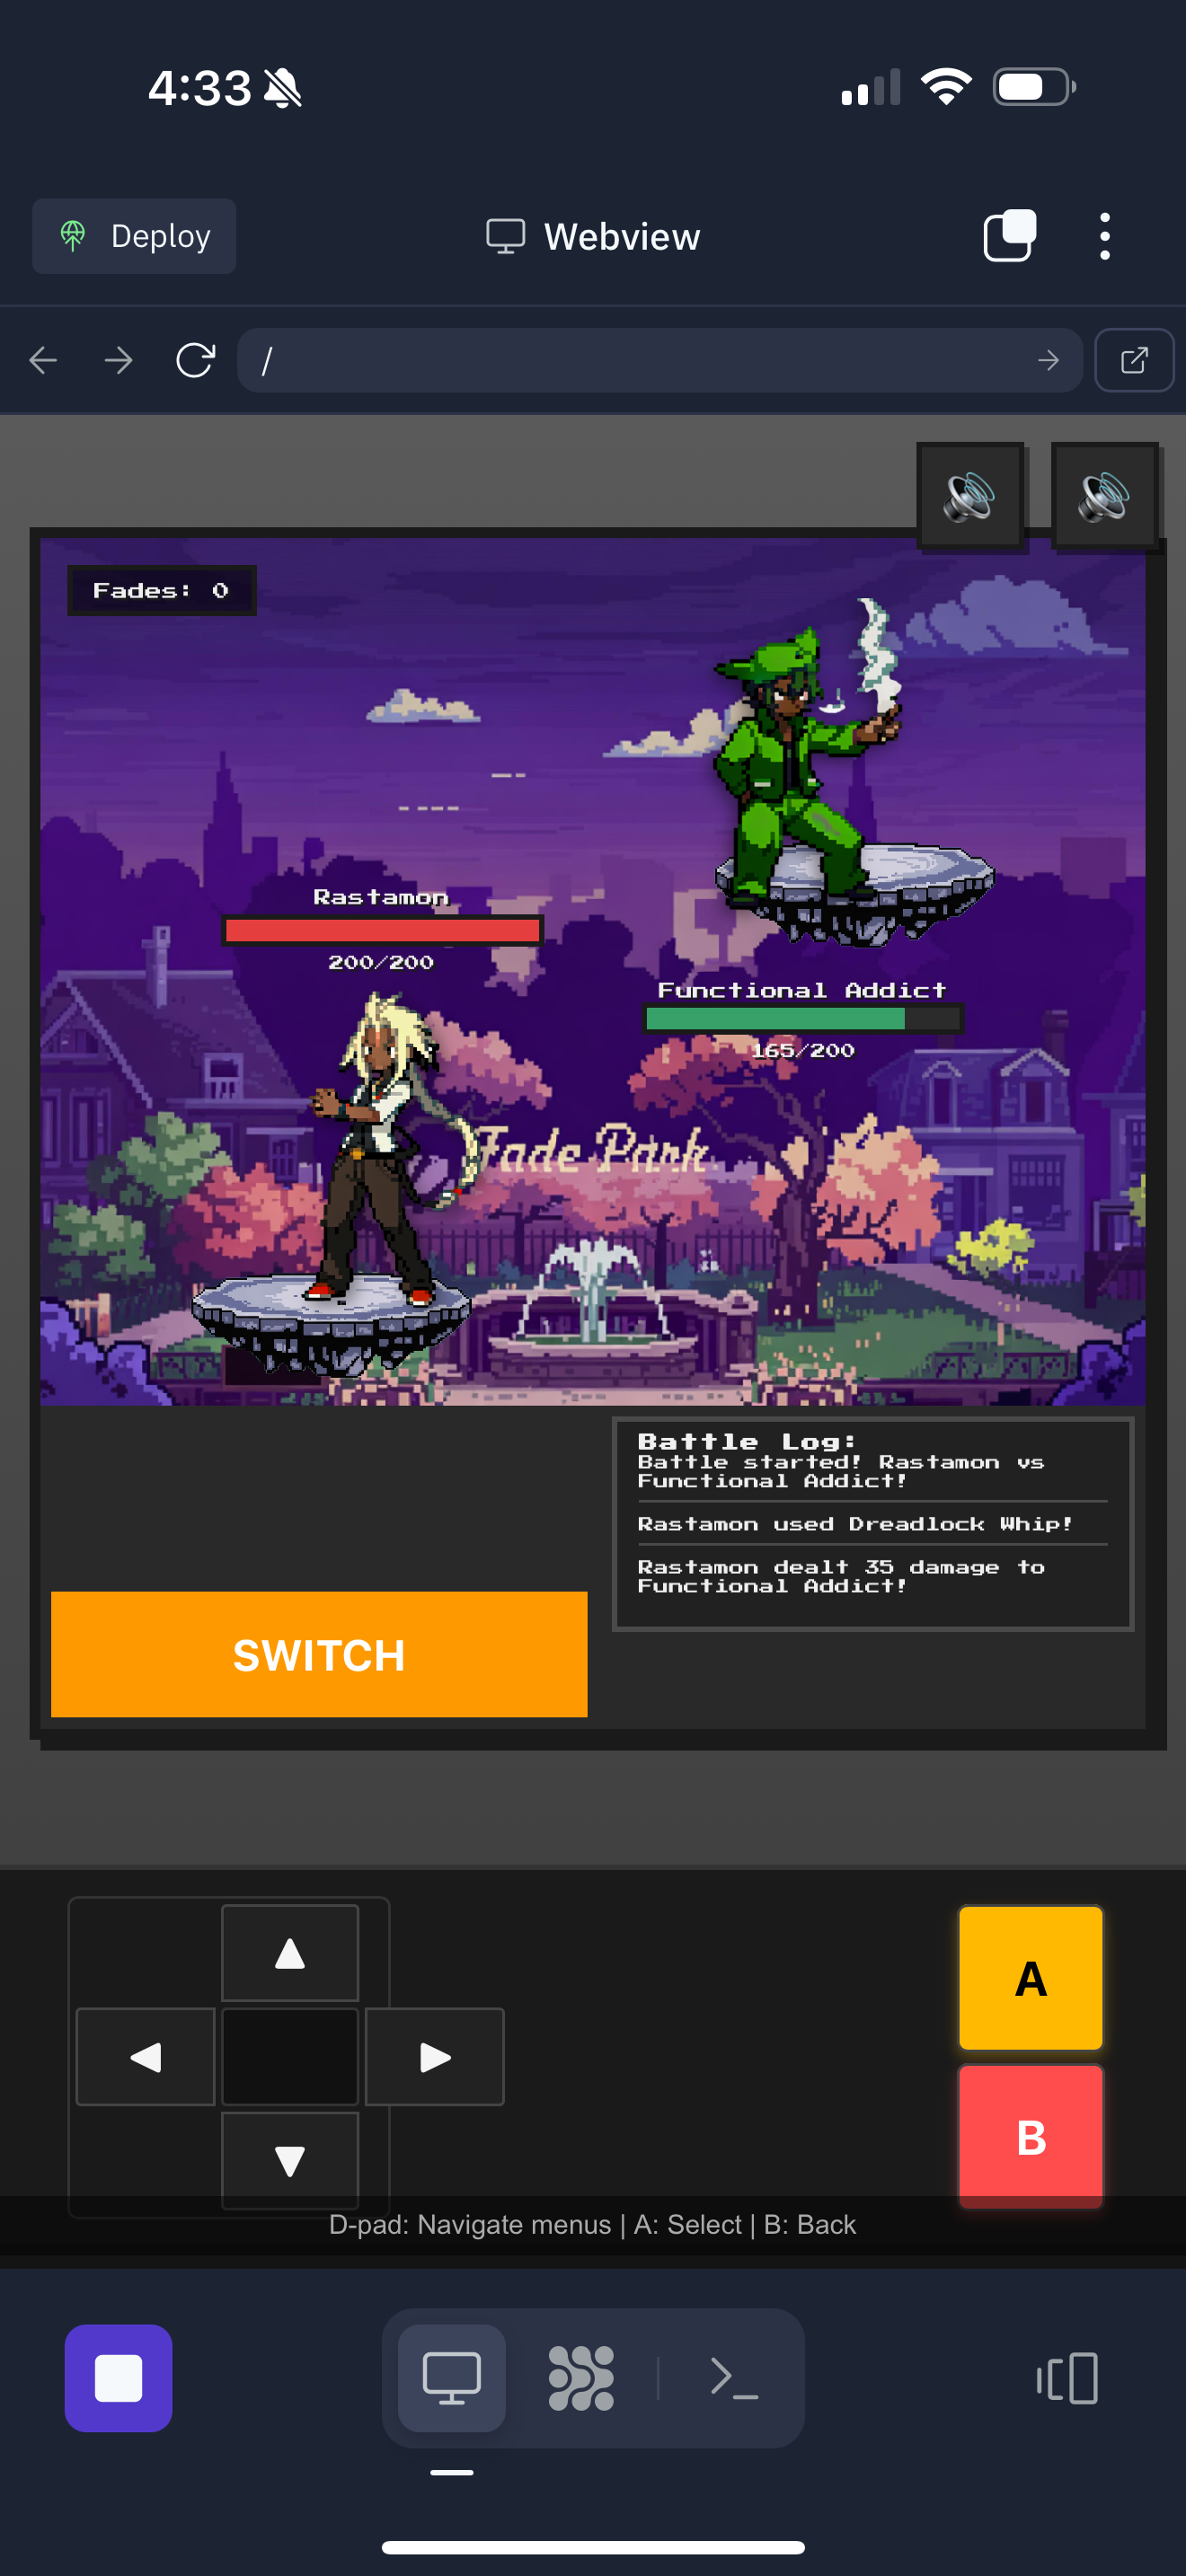 4:33
Deploy
Webview
/
Fades: 0
Rastamon
200/200
Functional Addict
165/200
Fade Park
Battle Log:
Battle started! Rastamon vs
Functional Addict!
Rastamon used Dreadlock Whip!
Rastamon dealt 35 damage to
Functional Addict!
SWITCH
A
B
D-pad: Navigate menus | A: Select | B: Back